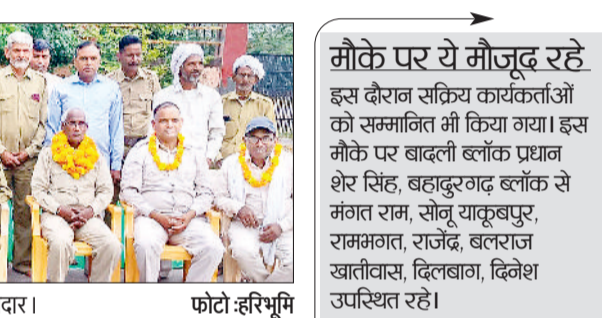 दार।
फोटो :हरिभूमि
मौके पर ये मौजूद रहे
इस दौरान सक्रिय कार्यकर्ताओं
को सम्मानित भी किया गया। इस
मौके पर बादली ब्लॉक प्रधान
शेर सिंह, बहादुरगढ़ ब्लॉक से
मंगत राम, सोनू याकूबपुर,
रामभगत, राजेंद्र, बलराज
खातीवास, दिलबाग, दिनेश
उपस्थित रहे।